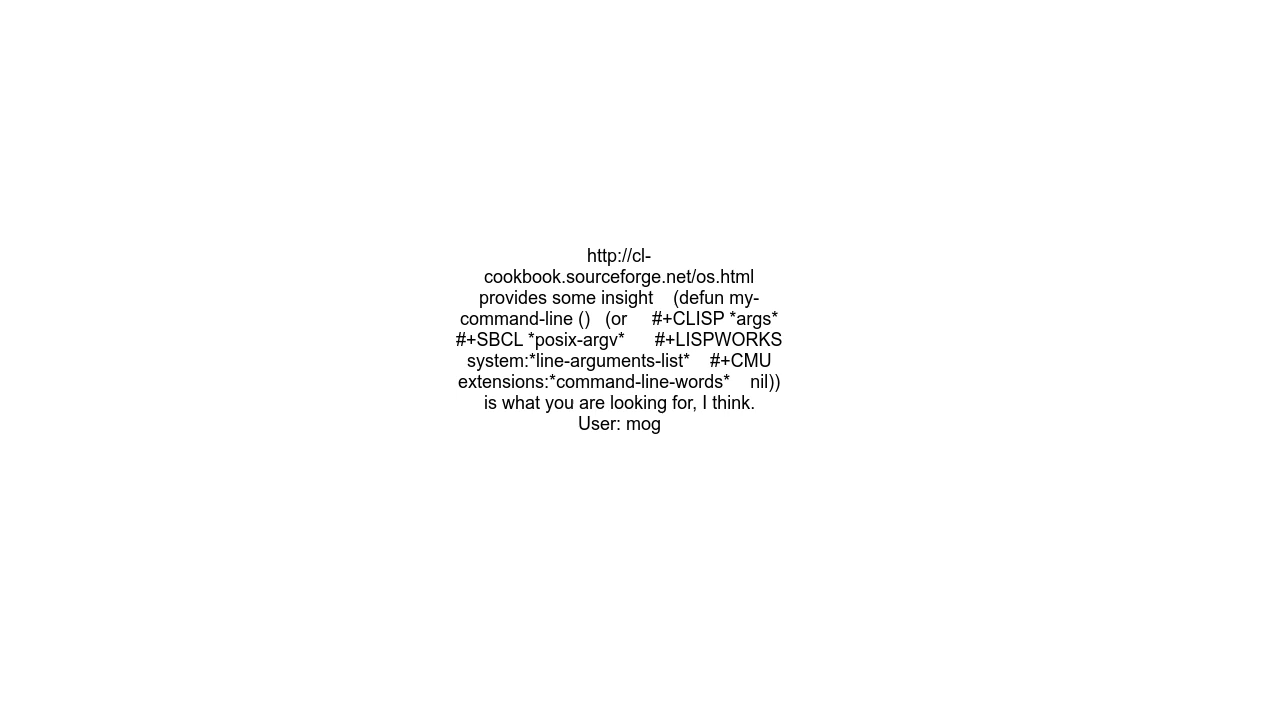 http://cl-
cookbook.sourceforge.net/os.html
provides some insight    (defun my-
command-line ()   (or     #+CLISP *args*
#+SBCL *posix-argv*      #+LISPWORKS
system:*line-arguments-list*    #+CMU
extensions:*command-line-words*    nil))
is what you are looking for, I think.
User: mog